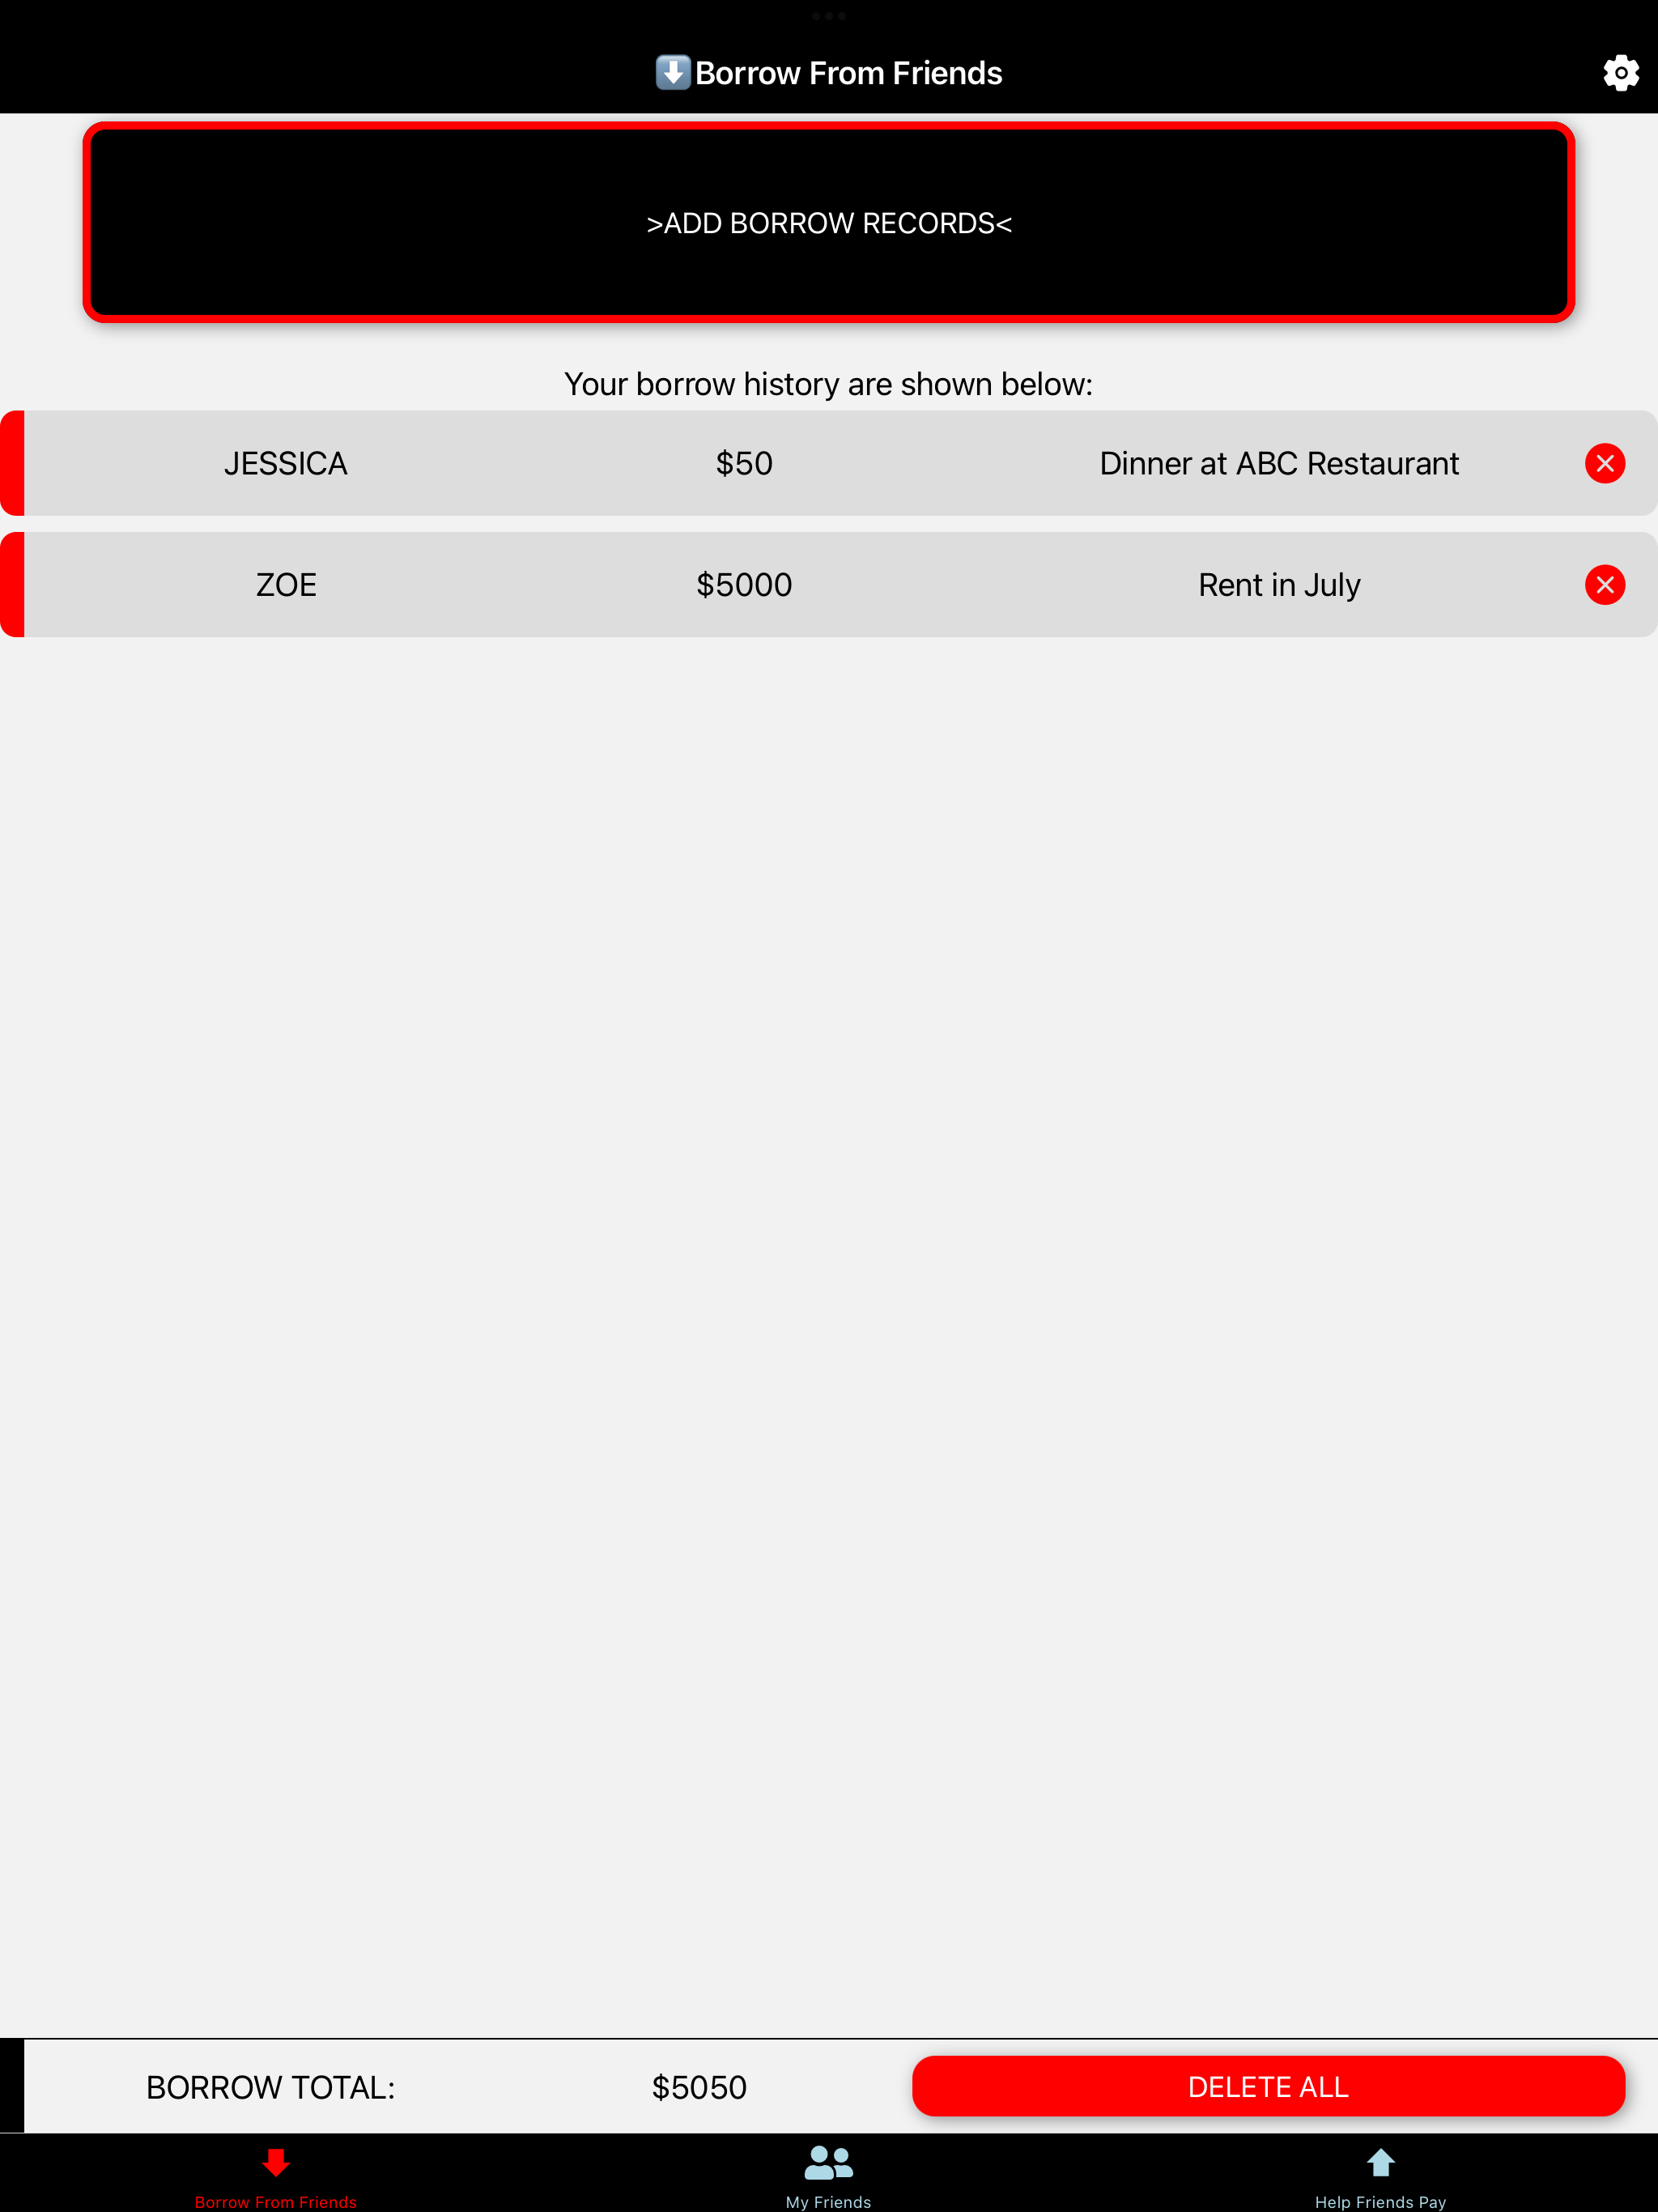 Borrow From Friends
>ADD BORROW RECORDS<
Your borrow history are shown below:
JESSICA $50 Dinner at ABC Restaurant
ZOE $5000 Rent in July
BORROW TOTAL: $5050 DELETE ALL
Borrow From Friends My Friends Help Friends Pay